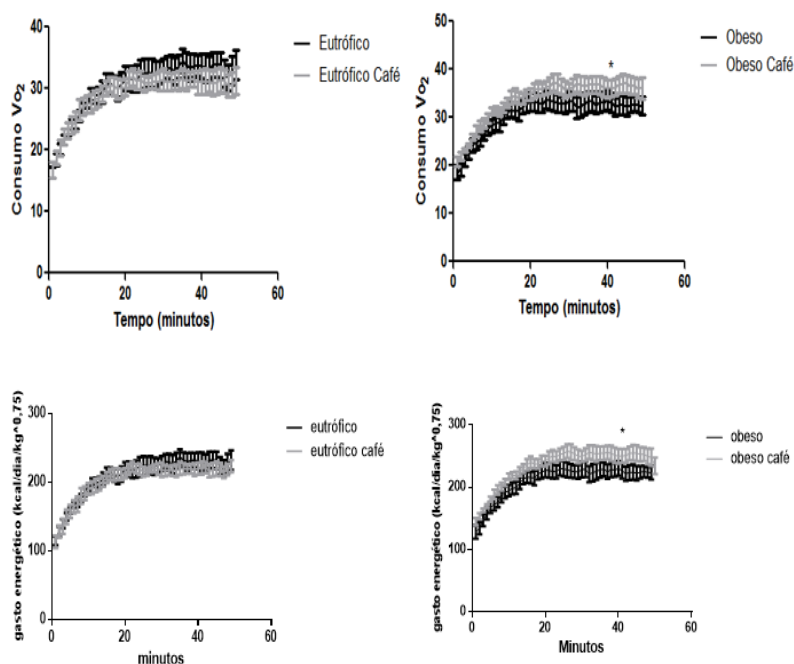 Consumo Vo2
40
30
20
10
0
0 20 40 60
Tempo (minutos)
Eutrófico
Eutrófico Café
Consumo Vo2
50
40
30
20
10
0
0 20 40 60
Tempo (minutos)
*
Obeso
Obeso Café
gasto energético (kcal/dia/kg^0,75)
300
200
100
0
0 20 40 60
minutos
eutrófico
eutrófico café
gasto energético (kcal/dia/kg^0,75)
300
200
100
0
0 20 40 60
Minutos
*
obeso
obeso café